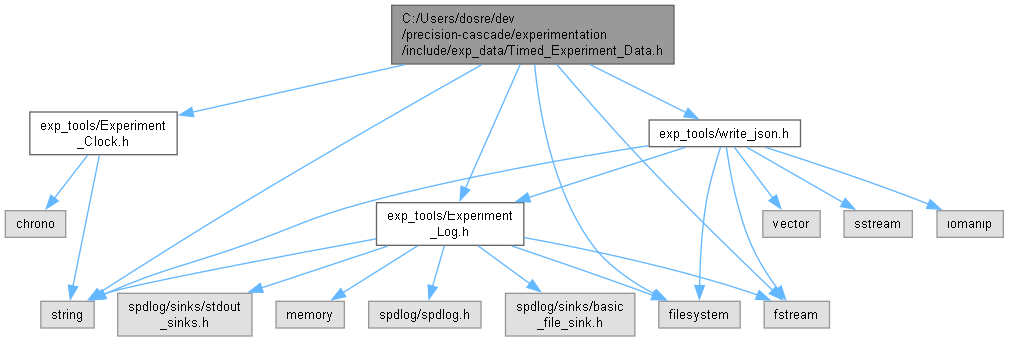 C:/Users/dosre/dev
/precision-cascade/experimentation
/include/exp_data/Timed_Experiment_Data.h
exp_tools/Experiment
_Clock.h
exp_tools/write_json.h
chrono
exp_tools/Experiment
_Log.h
vector
sstream
iomanip
string
spdlog/sinks/stdout
_sinks.h
memory
spdlog/spdlog.h
spdlog/sinks/basic
_file_sink.h
filesystem
fstream